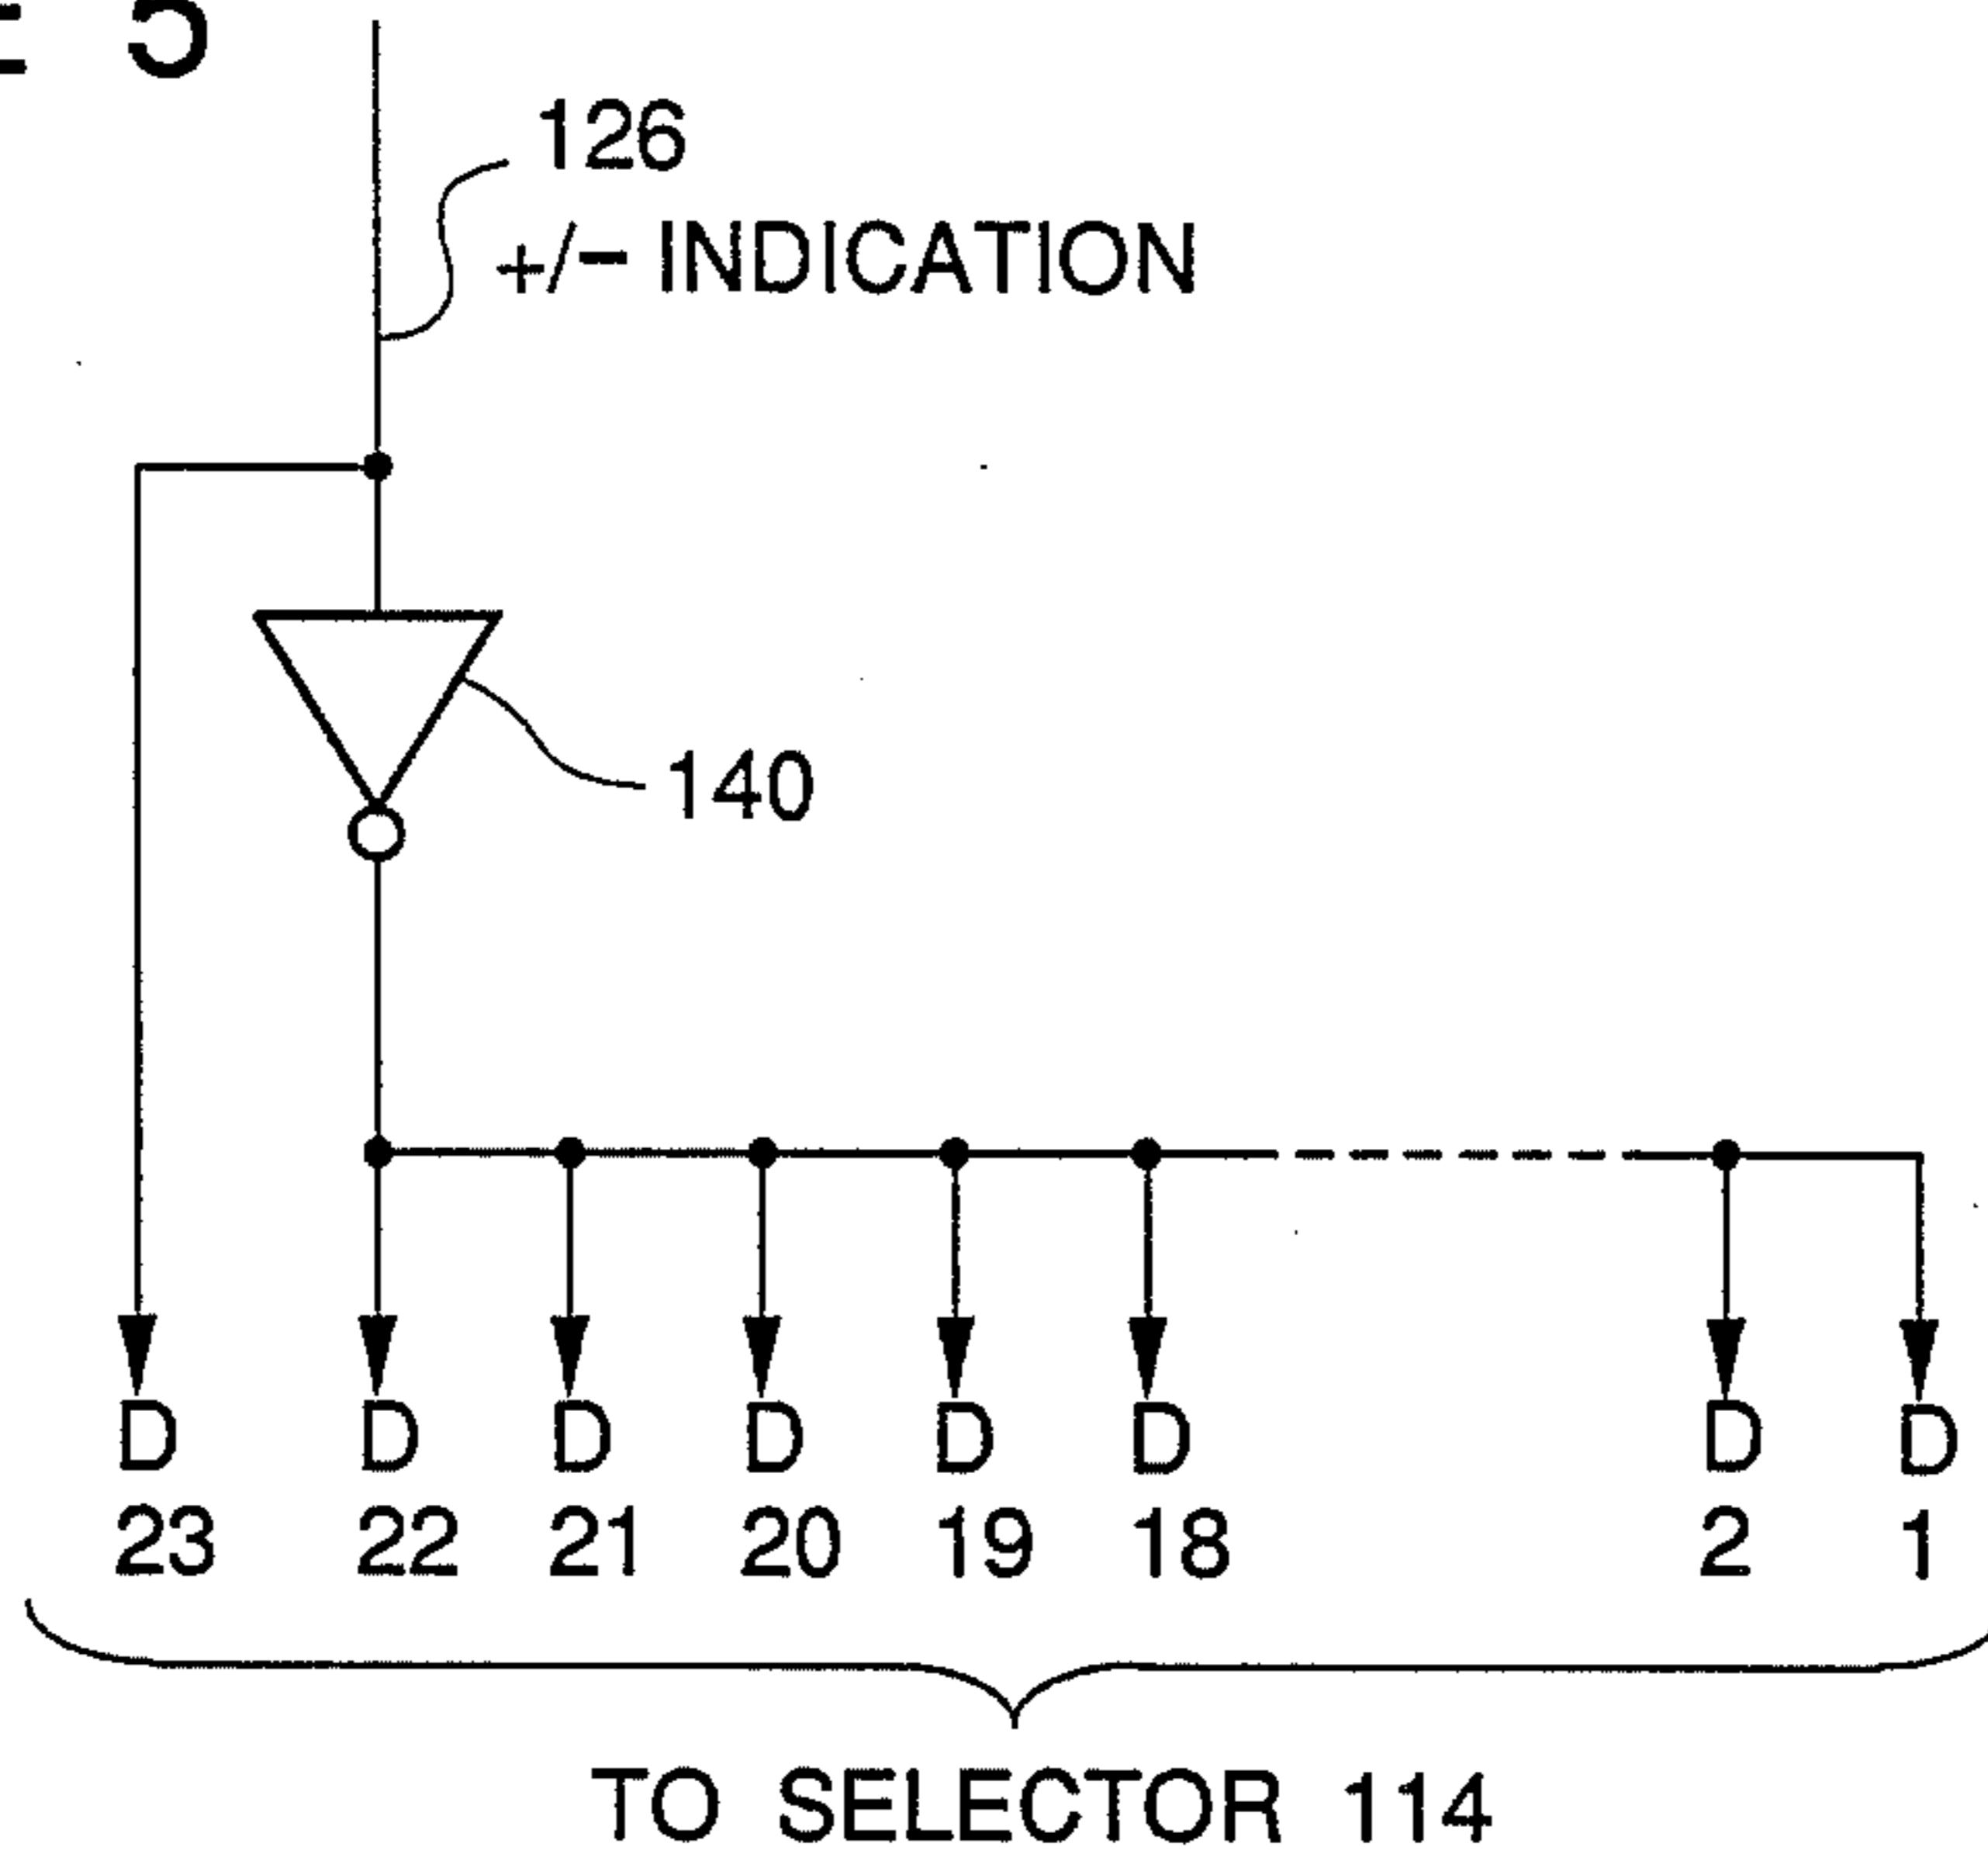 5
126
+/− INDICATION
140
D D D D D D D D
23 22 21 20 19 18 2 1
TO SELECTOR 114